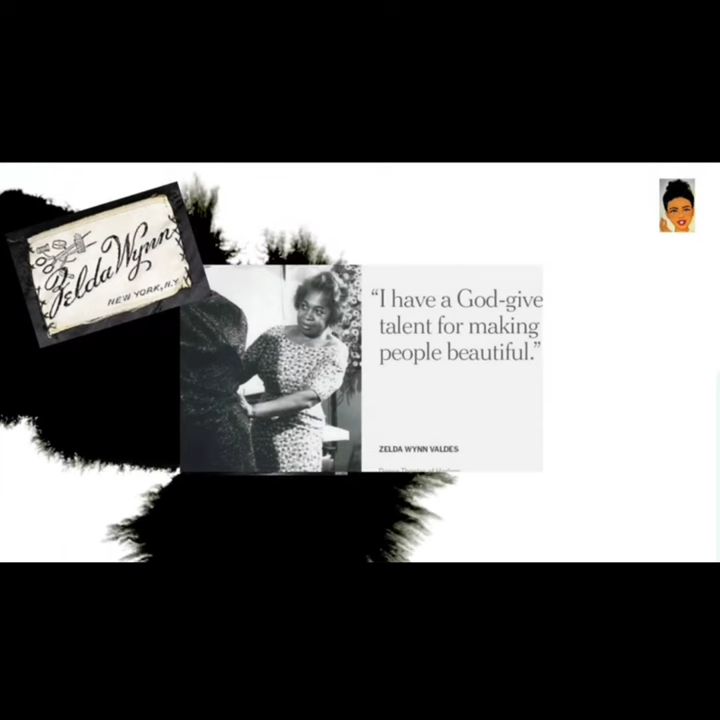 Zelda Wynn
NEW YORK, N.Y
“I have a God-give
talent for making
people beautiful.”
ZELDA WYNN VALDES